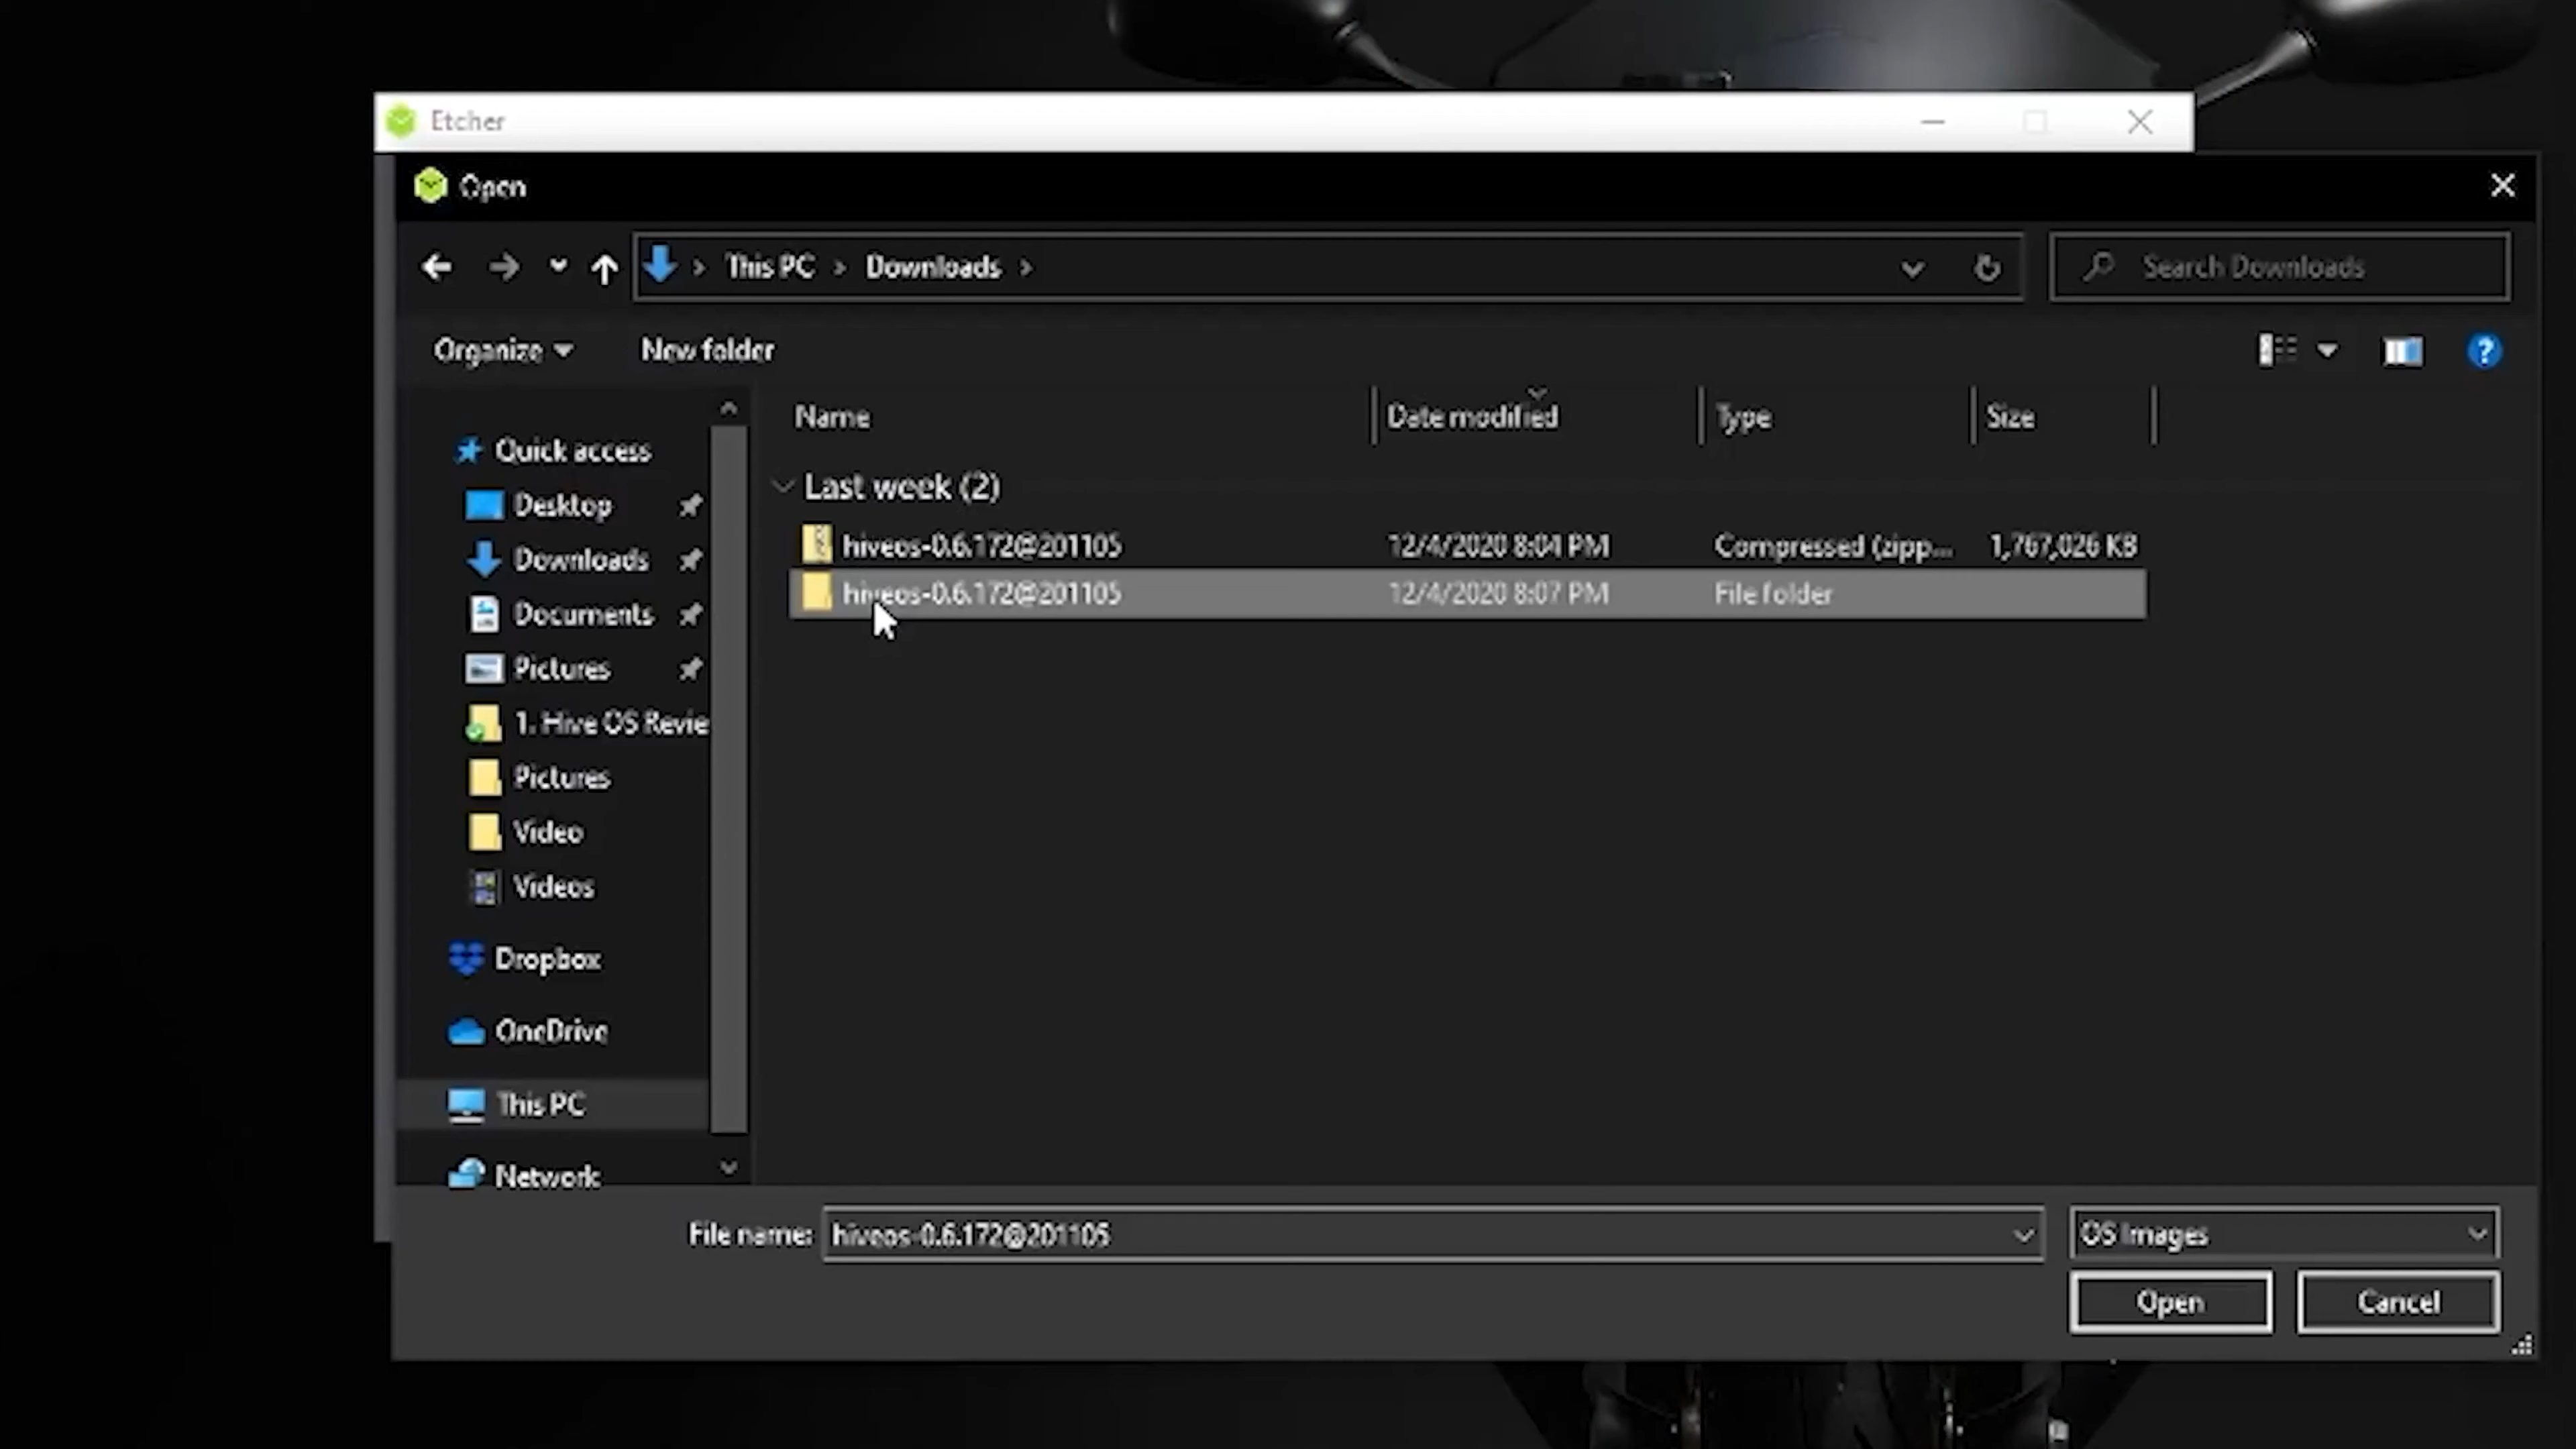 Etcher
Open
This PC > Downloads >
Search Downloads
Organize
New folder
Name
Date modified
Type
Size
Quick access
Desktop
Downloads
Documents
Pictures
1. Hive OS Revie
Pictures
Video
Videos
Dropbox
OneDrive
This PC
Network
Last week (2)
hiveos-0.6.172@201105 12/4/2020 8:04 PM Compressed (zipp... 1,767,026 KB
hiveos-0.6.172@201105 12/4/2020 8:07 PM File folder
File name: hiveos-0.6.172@201105
OS Images
Open
Cancel